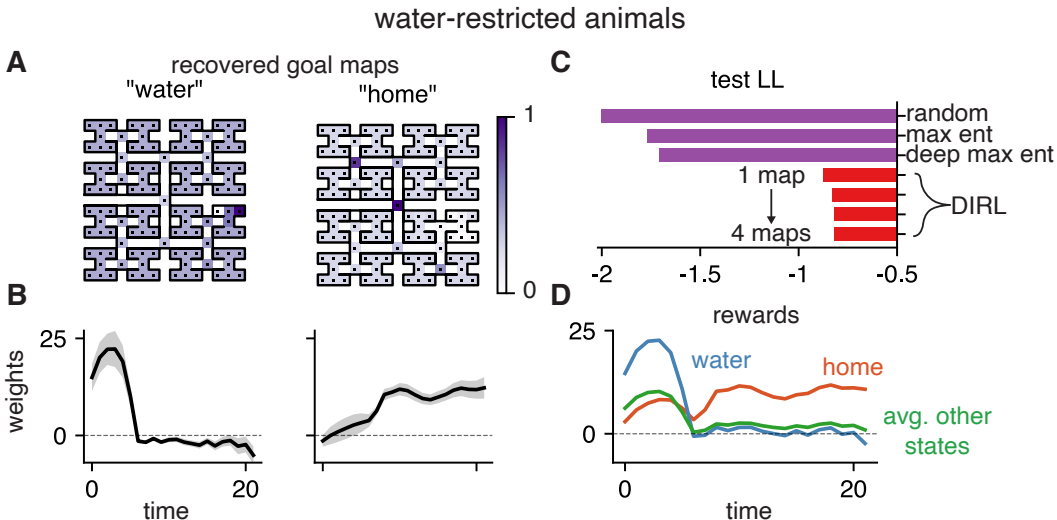 water-restricted animals
A
recovered goal maps
"water"
"home"
1
0
B
25
0
weights
0
20
time
C
test LL
random
max ent
deep max ent
1 map
4 maps
DIRL
-2
-1.5
-1
-0.5
D
rewards
25
0
water
home
avg. other
states
0
20
time